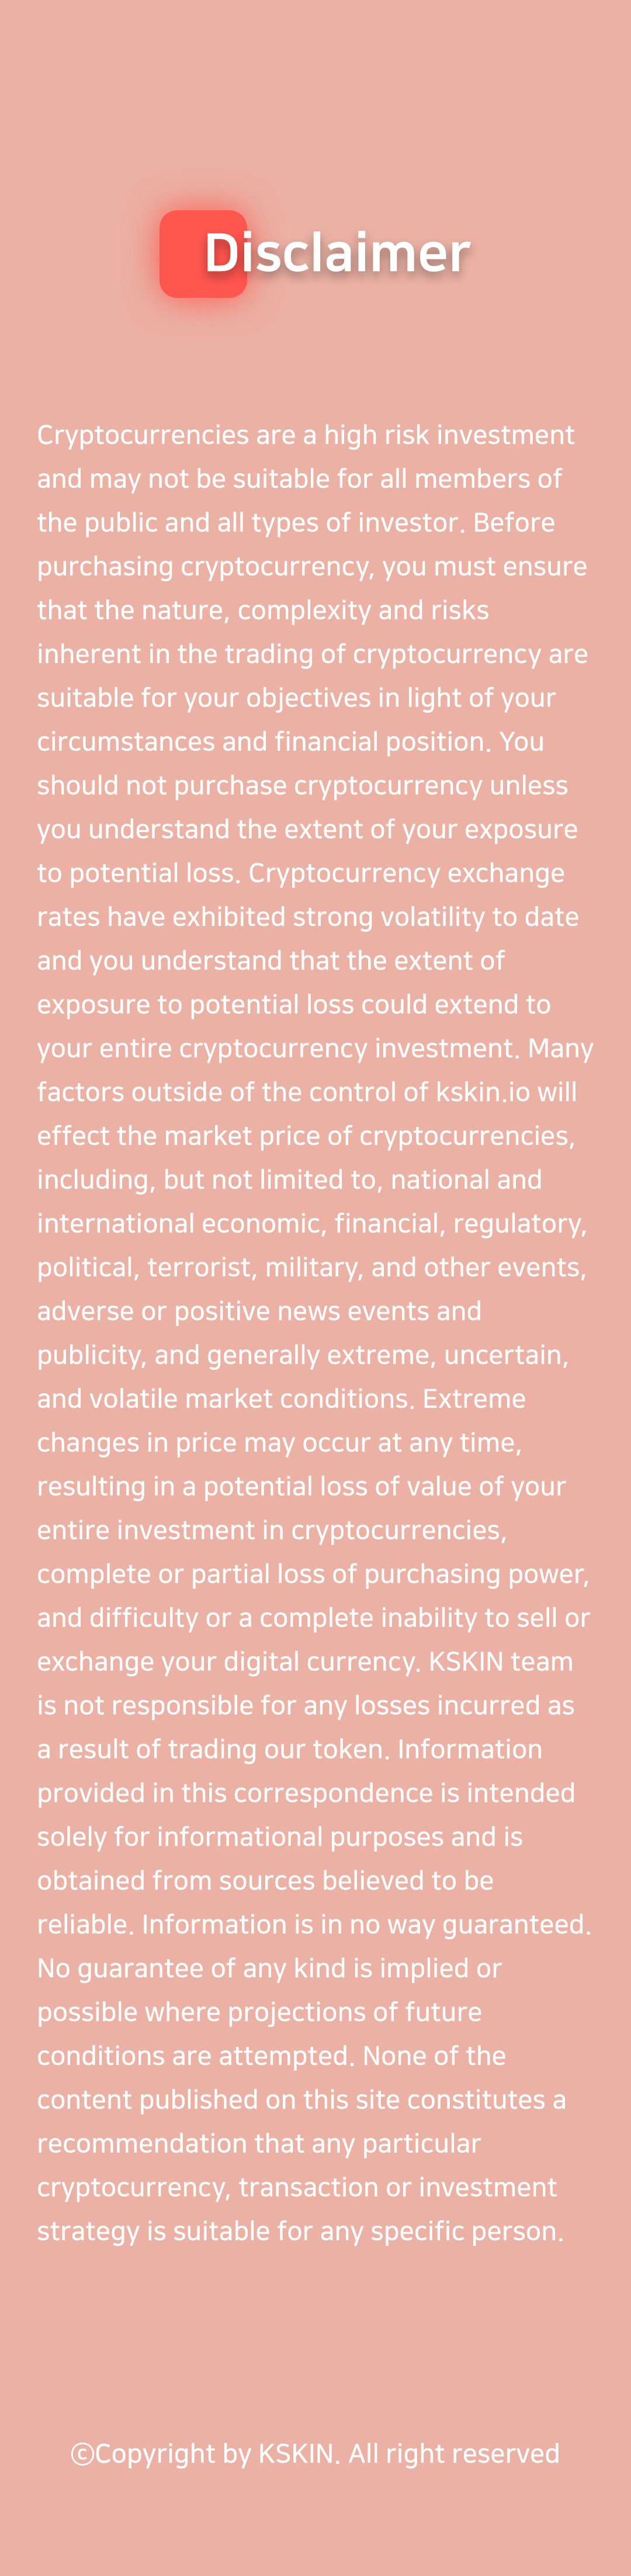 Disclaimer
Cryptocurrencies are a high risk investment
and may not be suitable for all members of
the public and all types of investor. Before
purchasing cryptocurrency, you must ensure
that the nature, complexity and risks
inherent in the trading of cryptocurrency are
suitable for your objectives in light of your
circumstances and financial position. You
should not purchase cryptocurrency unless
you understand the extent of your exposure
to potential loss. Cryptocurrency exchange
rates have exhibited strong volatility to date
and you understand that the extent of
exposure to potential loss could extend to
your entire cryptocurrency investment. Many
factors outside of the control of kskin.io will
effect the market price of cryptocurrencies,
including, but not limited to, national and
international economic, financial, regulatory,
political, terrorist, military, and other events,
adverse or positive news events and
publicity, and generally extreme, uncertain,
and volatile market conditions. Extreme
changes in price may occur at any time,
resulting in a potential loss of value of your
entire investment in cryptocurrencies,
complete or partial loss of purchasing power,
and difficulty or a complete inability to sell or
exchange your digital currency. KSKIN team
is not responsible for any losses incurred as
a result of trading our token. Information
provided in this correspondence is intended
solely for informational purposes and is
obtained from sources believed to be
reliable. Information is in no way guaranteed.
No guarantee of any kind is implied or
possible where projections of future
conditions are attempted. None of the
content published on this site constitutes a
recommendation that any particular
cryptocurrency, transaction or investment
strategy is suitable for any specific person.
©Copyright by KSKIN. All right reserved